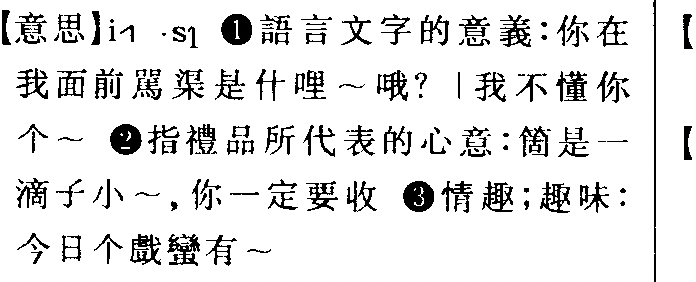 【意思】i˧ ·sɿ ❶語言文字的意義：你在
我面前駡渠是什哩～哦？｜我不懂你
个～ ❷指禮品所代表的心意：箇是一
滴子小～，你一定要收 ❸情趣；趣味：
今日个戲蠻有～
【
【